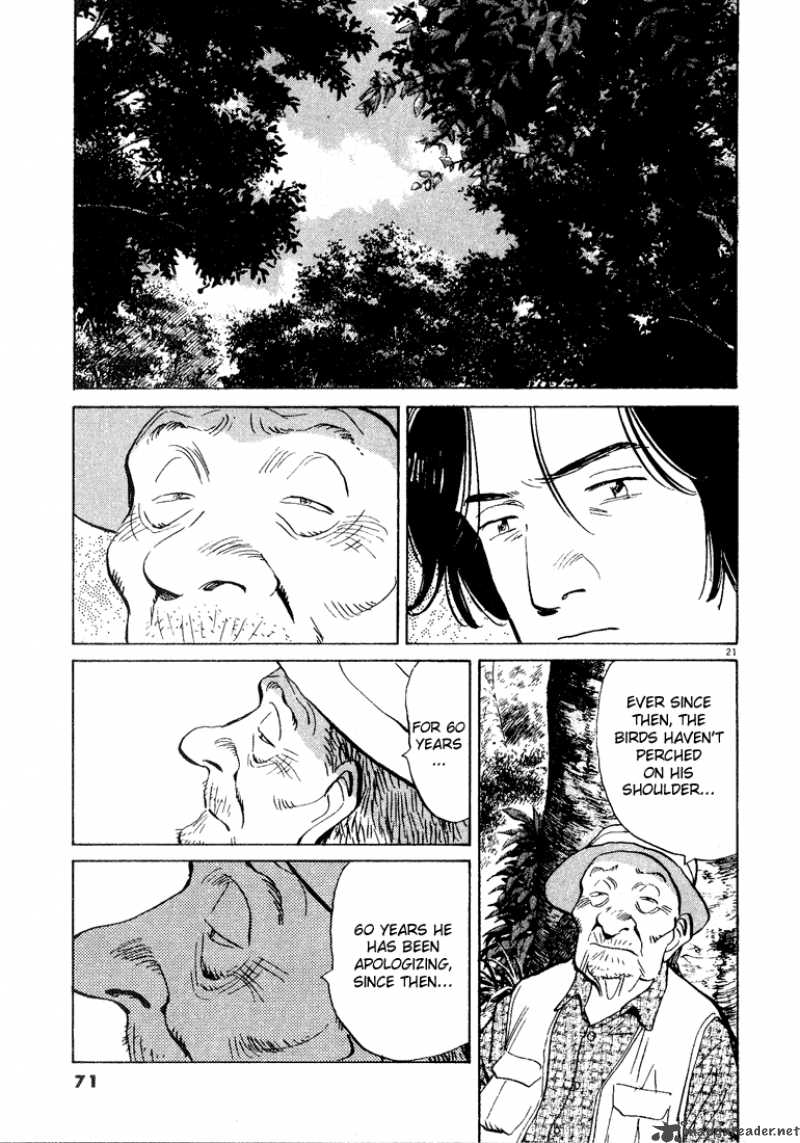 21
EVER SINCE
THEN, THE
BIRDS HAVEN'T
PERCHED
ON HIS
SHOULDER...
FOR 60
YEARS
...
60 YEARS HE
HAS BEEN
APOLOGIZING,
SINCE THEN...
71